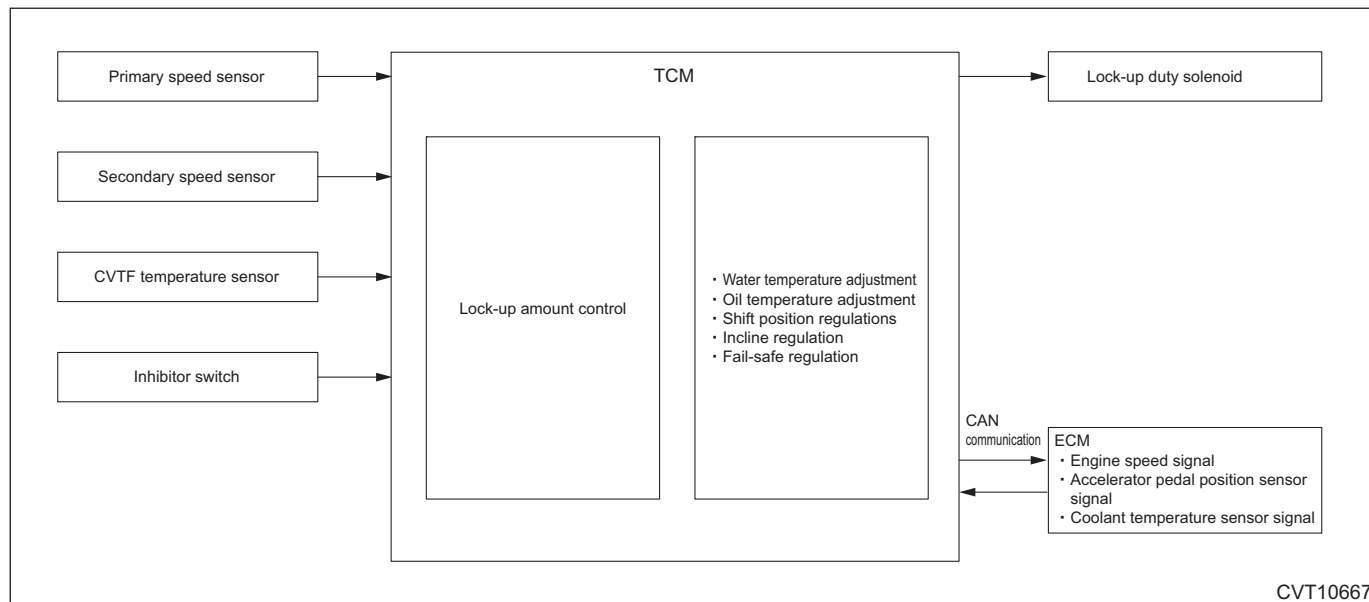 Primary speed sensor
Secondary speed sensor
CVTF temperature sensor
Inhibitor switch
TCM
Lock-up amount control
・Water temperature adjustment
・Oil temperature adjustment
・Shift position regulations
・Incline regulation
・Fail-safe regulation
Lock-up duty solenoid
CAN
communication
ECM
・Engine speed signal
・Accelerator pedal position sensor
signal
・Coolant temperature sensor signal
CVT10667